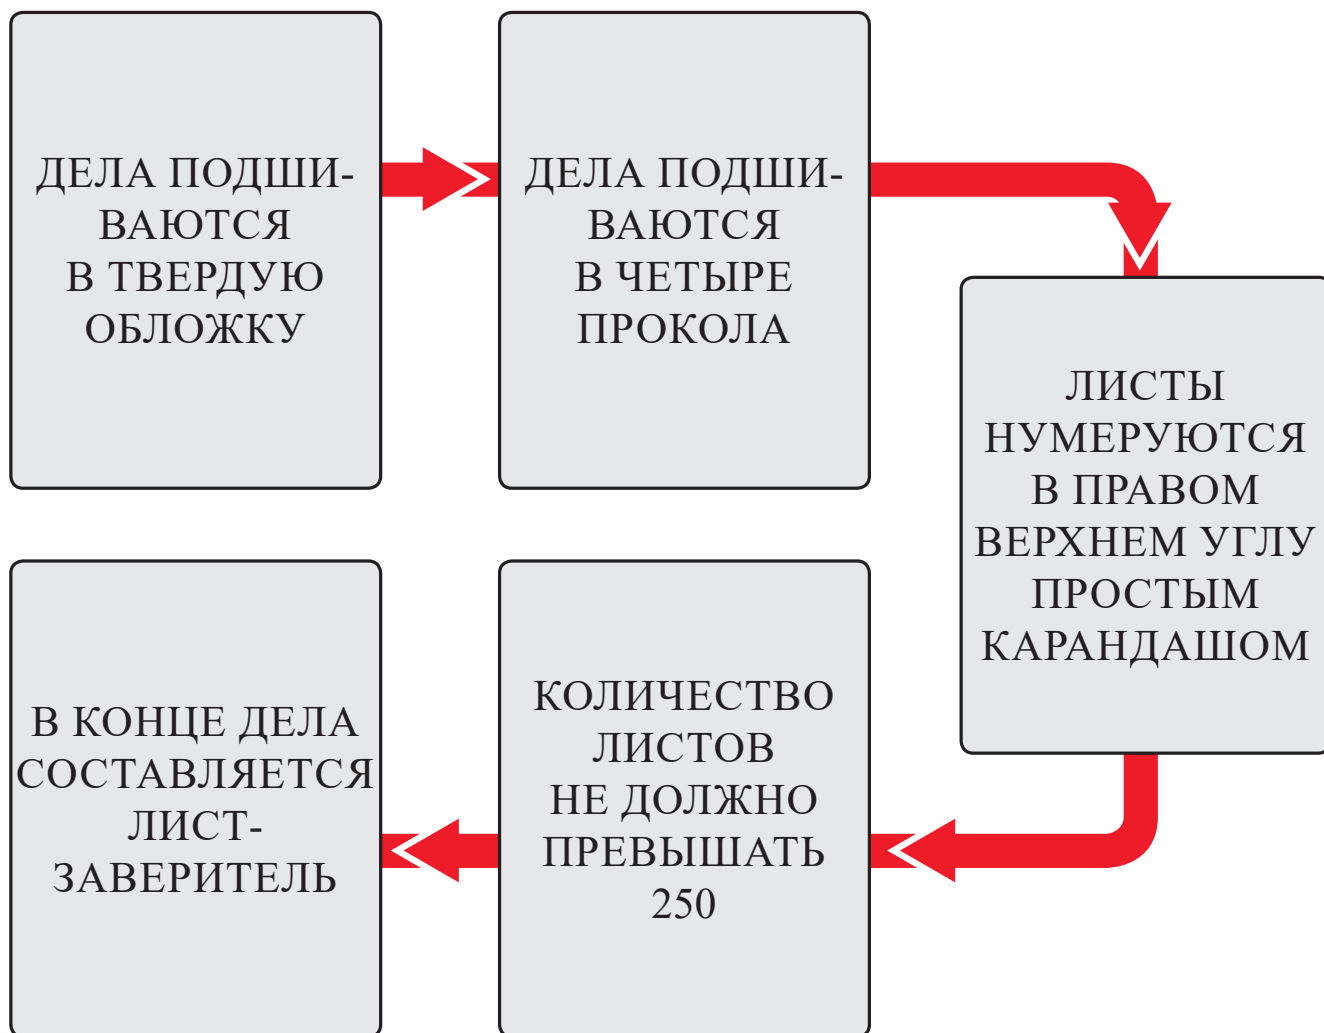 ДЕЛА ПОДШИ-
ВАЮТСЯ
В ТВЕРДУЮ
ОБЛОЖКУ
ДЕЛА ПОДШИ-
ВАЮТСЯ
В ЧЕТЫРЕ
ПРОКОЛА
ЛИСТЫ
НУМЕРУЮТСЯ
В ПРАВОМ
ВЕРХНЕМ УГЛУ
ПРОСТЫМ
КАРАНДАШОМ
КОЛИЧЕСТВО
ЛИСТОВ
НЕ ДОЛЖНО
ПРЕВЫШАТЬ
250
В КОНЦЕ ДЕЛА
СОСТАВЛЯЕТСЯ
ЛИСТ-
ЗАВЕРИТЕЛЬ